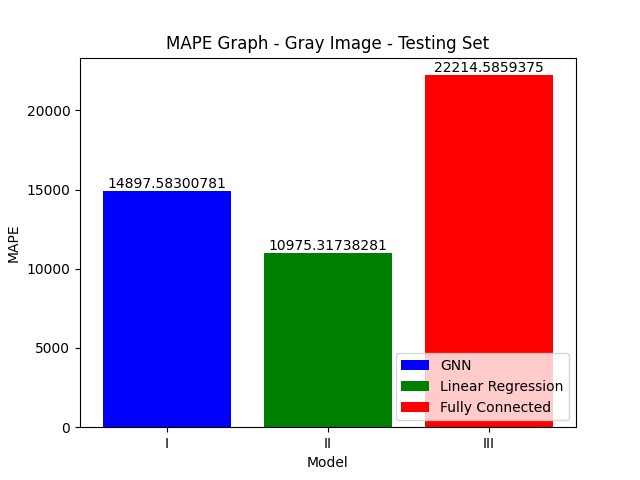 MAPE Graph - Gray Image - Testing Set
22214.5859375
14897.58300781
10975.31738281
20000
15000
10000
5000
0
MAPE
GNN
Linear Regression
Fully Connected
I
II
III
Model